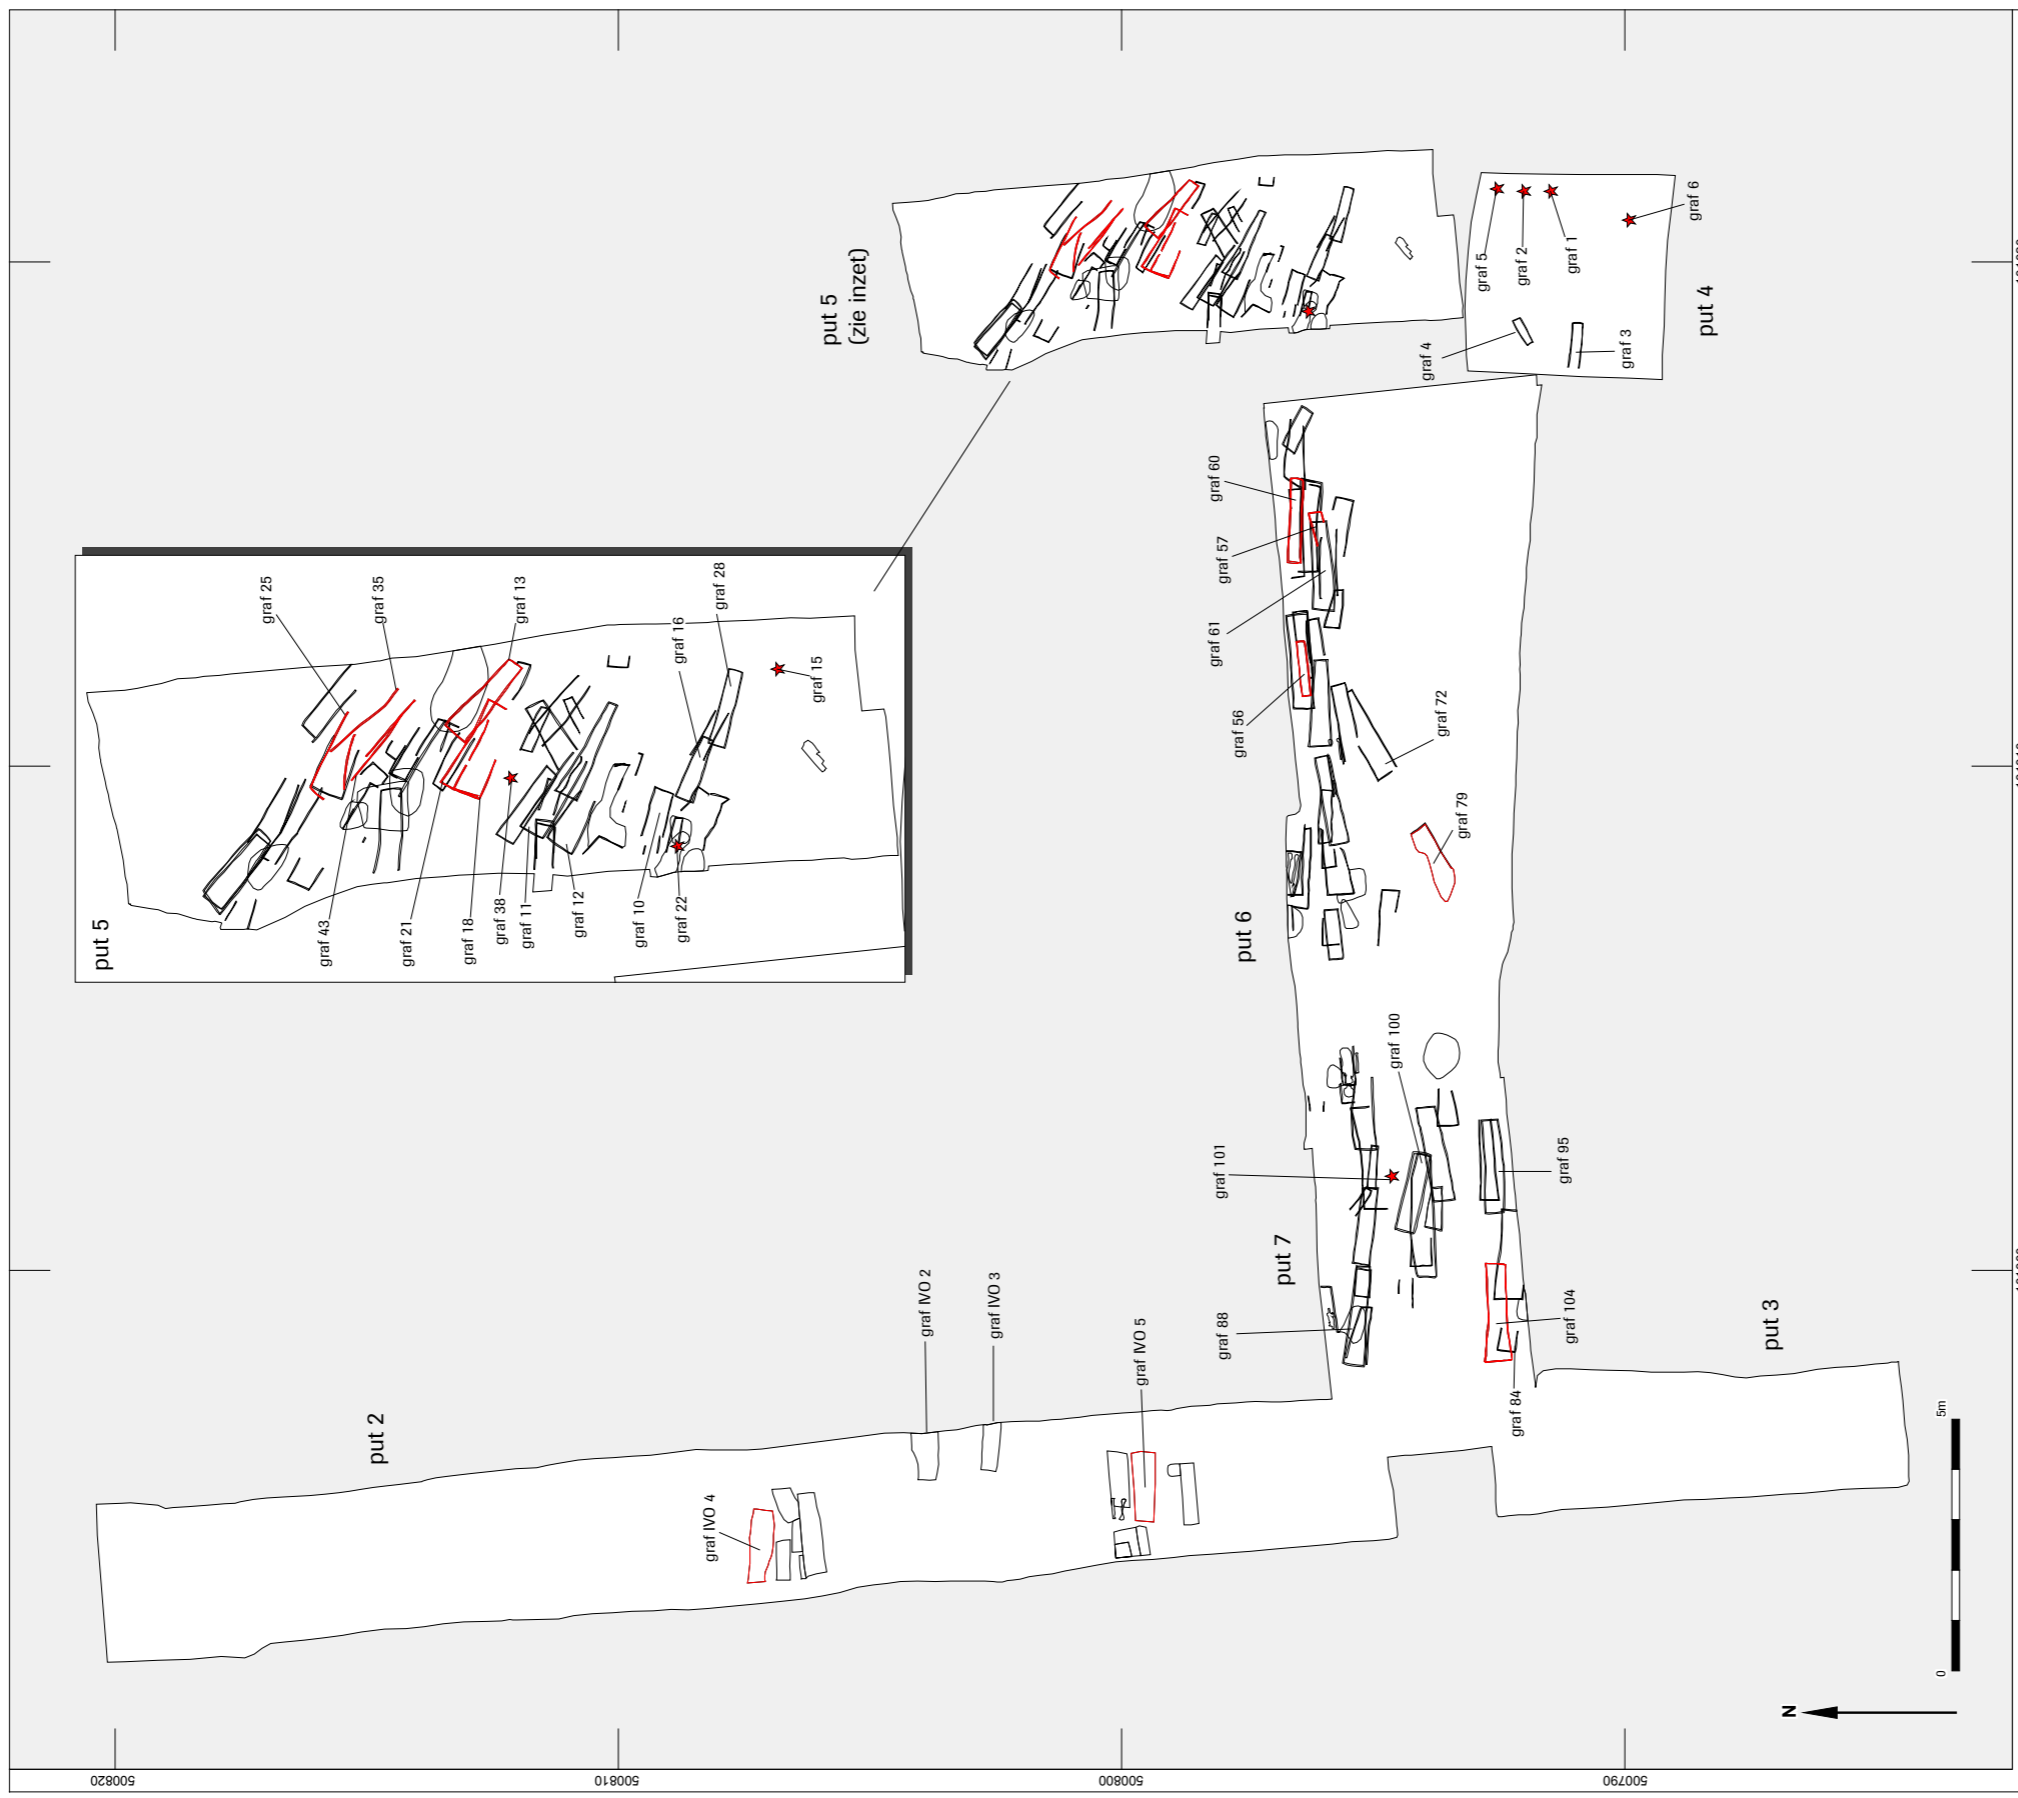 put 5
graf 25
graf 35
graf 13
graf 16
graf 28
graf 15
graf 43
graf 21
graf 18
graf 38
graf 11
graf 12
graf 10
graf 22
put 5
(zie inzet)
graf 5
graf 2
graf 1
graf 6
graf 4
graf 3
put 4
graf 60
graf 57
graf 61
graf 56
graf 72
graf 79
put 6
graf 100
graf 101
graf 95
put 7
graf 88
graf 104
graf 84
put 3
put 2
graf IVO 2
graf IVO 3
graf IVO 5
graf IVO 4
0
5m
N
500820
500810
500800
500790